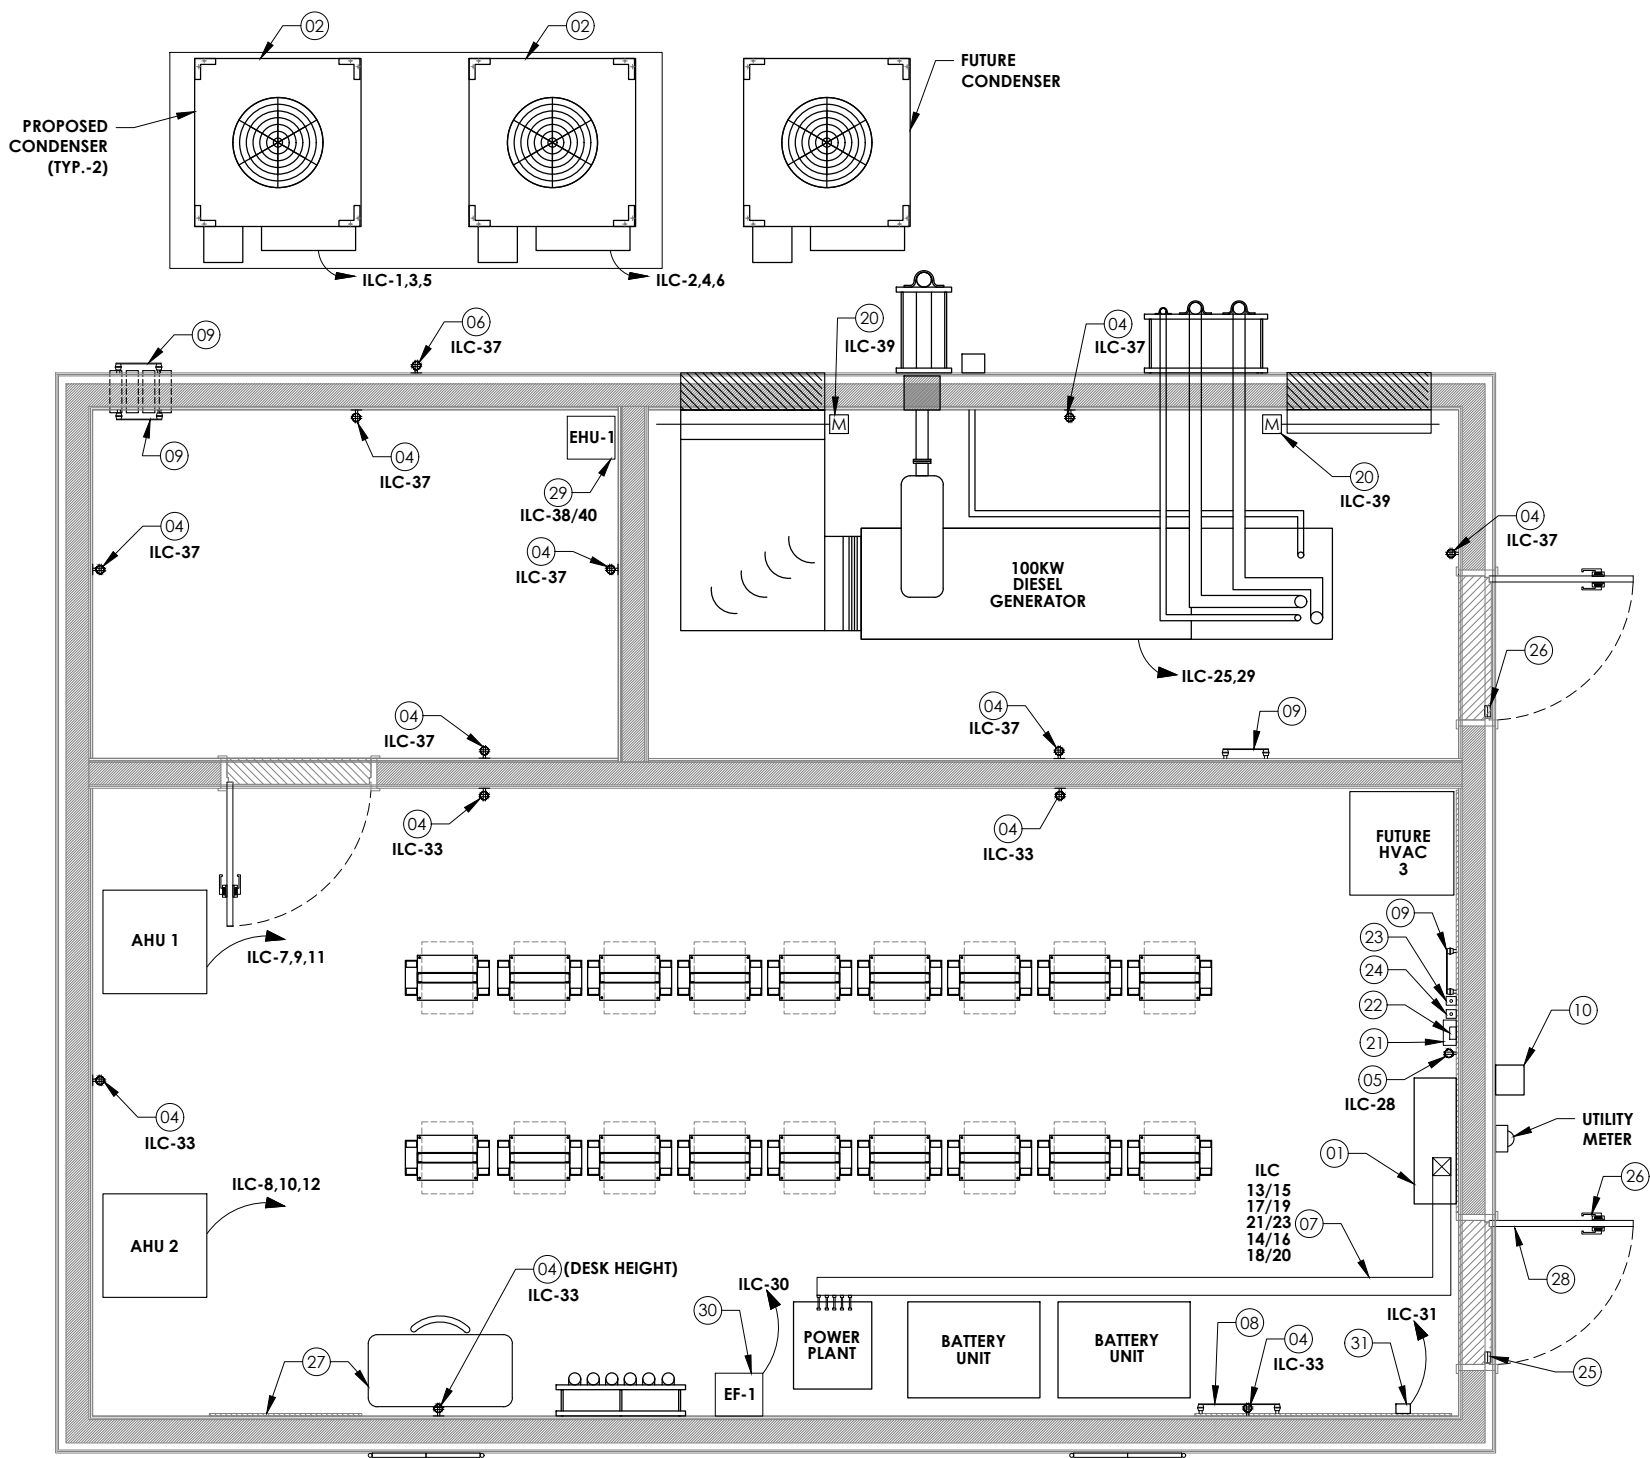 02
02
FUTURE
CONDENSER
PROPOSED
CONDENSER
(TYP.-2)
ILC-1,3,5
ILC-2,4,6
09
06
ILC-37
20
ILC-39
04
ILC-37
09
04
ILC-37
EHU-1
29
ILC-38/40
M
M
20
ILC-39
04
ILC-37
04
ILC-37
04
ILC-37
100KW
DIESEL
GENERATOR
26
ILC-25,29
04
ILC-37
04
ILC-37
09
04
ILC-33
04
ILC-33
FUTURE
HVAC
3
AHU 1
ILC-7,9,11
09
23
24
22
21
05
ILC-28
10
UTILITY
METER
04
ILC-33
01
26
ILC
13/15
17/19
21/23
14/16
18/20
07
AHU 2
ILC-8,10,12
04
(DESK HEIGHT)
ILC-33
ILC-30
28
30
POWER
PLANT
BATTERY
UNIT
BATTERY
UNIT
08
04
ILC-33
ILC-31
31
27
EF-1
25